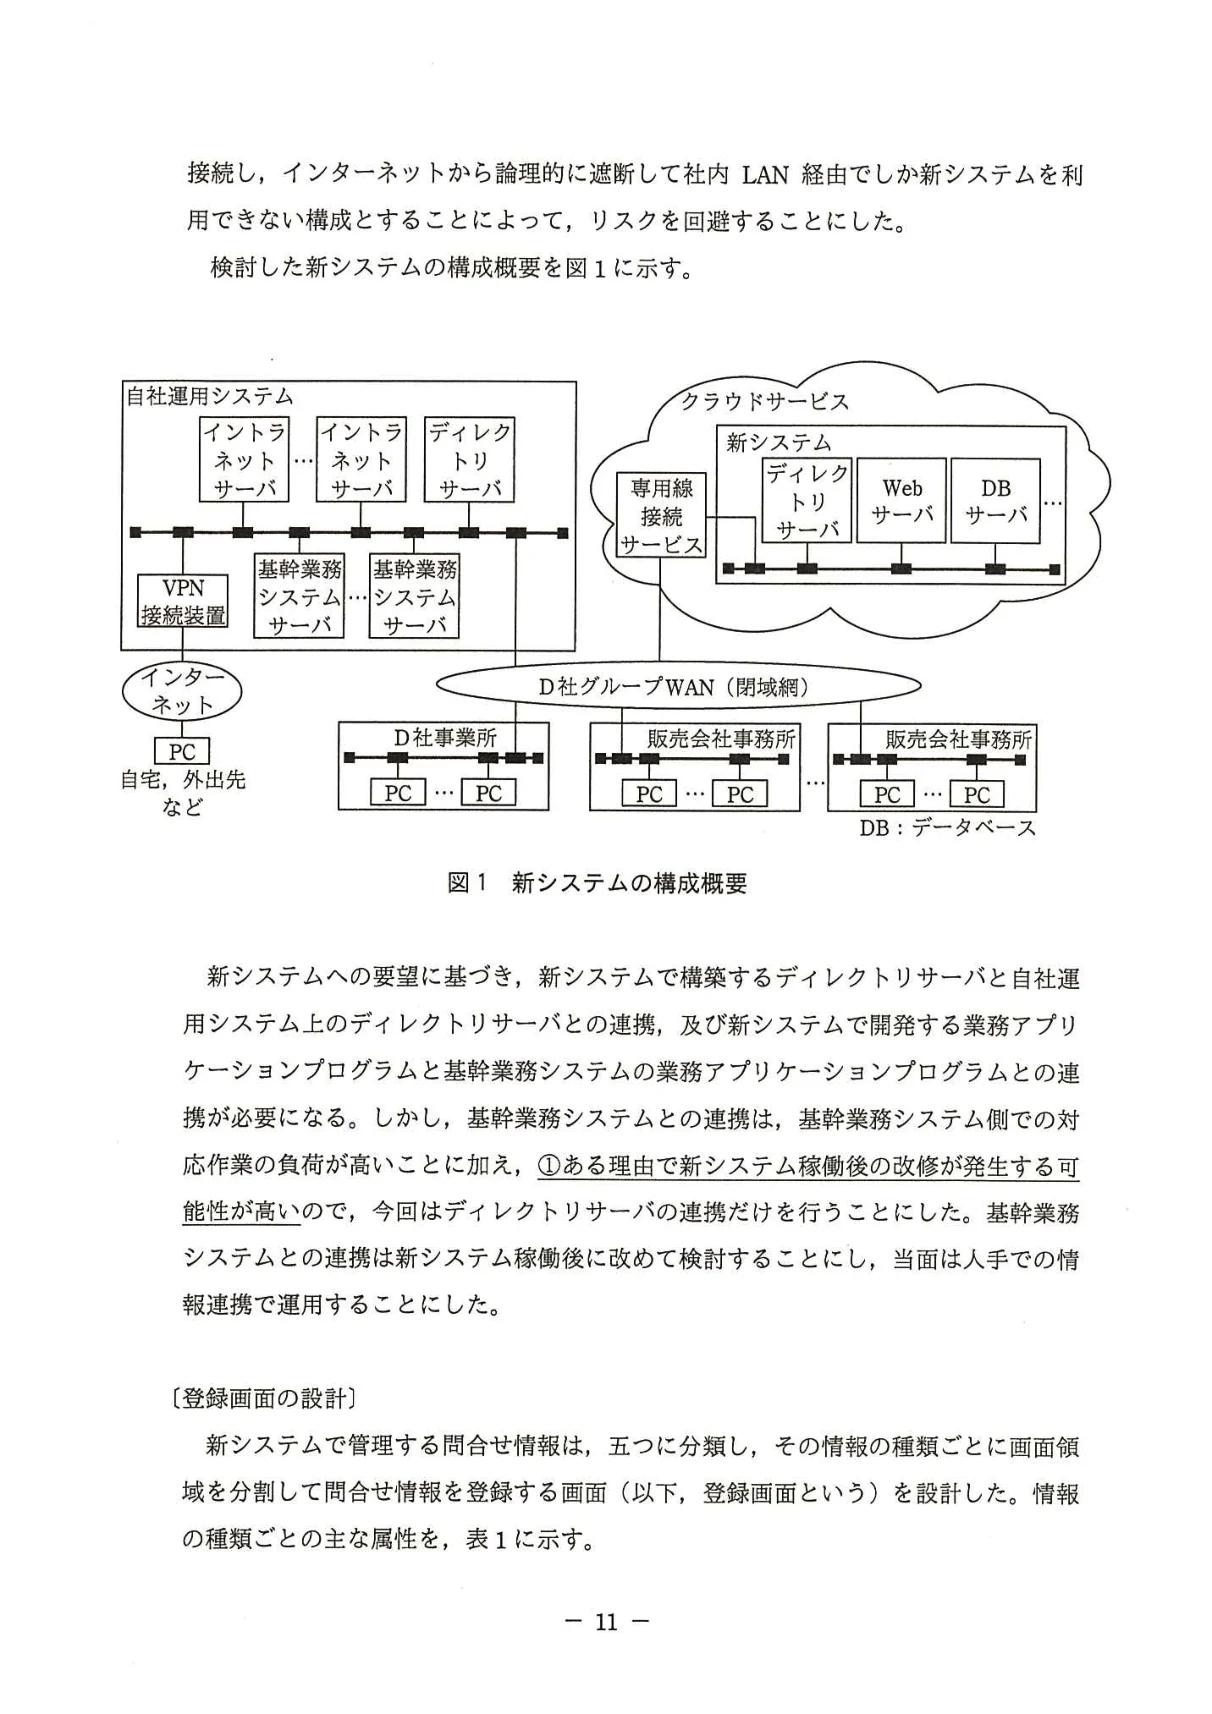 接続し，インターネットから論理的に遮断して社内 LAN 経由でしか新システムを利
用できない構成とすることによって，リスクを回避することにした。
検討した新システムの構成概要を図1に示す。
自社運用システム
イントラ
ネット
サーバ
…
イントラ
ネット
サーバ
ディレク
トリ
サーバ
VPN
接続装置
基幹業務
システム
サーバ
…
基幹業務
システム
サーバ
インター
ネット
PC
自宅，外出先
など
クラウドサービス
新システム
専用線
接続
サービス
ディレク
トリ
サーバ
Web
サーバ
DB
サーバ
…
D社グループWAN（閉域網）
D社事業所
PC … PC
販売会社事務所
PC … PC
…
販売会社事務所
PC … PC
DB：データベース
図1　新システムの構成概要
新システムへの要望に基づき，新システムで構築するディレクトリサーバと自社運
用システム上のディレクトリサーバとの連携，及び新システムで開発する業務アプリ
ケーションプログラムと基幹業務システムの業務アプリケーションプログラムとの連
携が必要になる。しかし，基幹業務システムとの連携は，基幹業務システム側での対
応作業の負荷が高いことに加え，①ある理由で新システム稼働後の改修が発生する可
能性が高いので，今回はディレクトリサーバの連携だけを行うことにした。基幹業務
システムとの連携は新システム稼働後に改めて検討することにし，当面は人手での情
報連携で運用することにした。
〔登録画面の設計〕
新システムで管理する問合せ情報は，五つに分類し，その情報の種類ごとに画面領
域を分割して問合せ情報を登録する画面（以下，登録画面という）を設計した。情報
の種類ごとの主な属性を，表1に示す。
－ 11 －